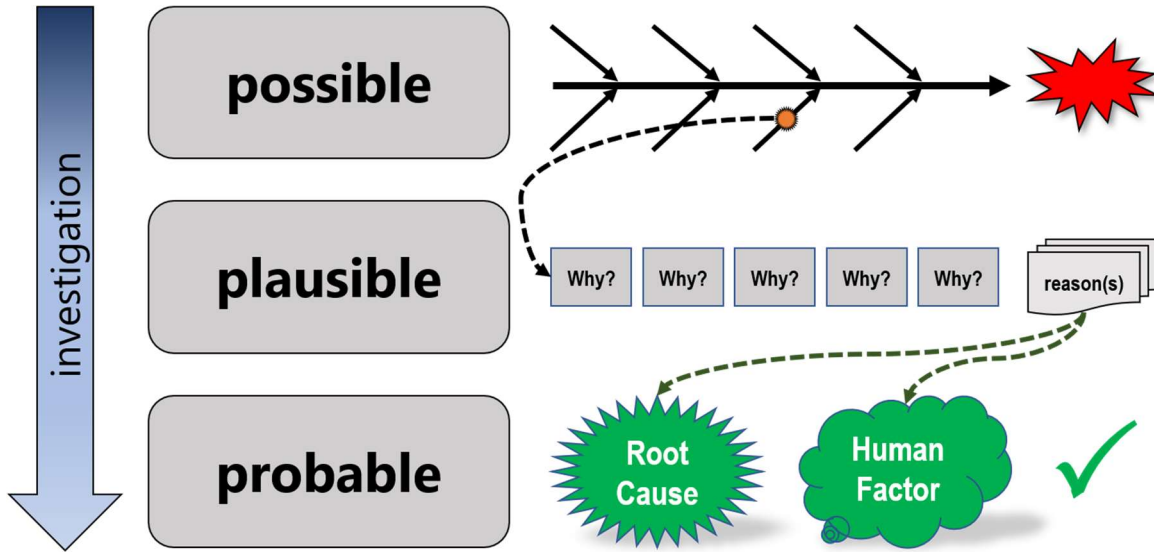 investigation
possible
plausible
Why?
Why?
Why?
Why?
Why?
reason(s)
probable
Root
Cause
Human
Factor